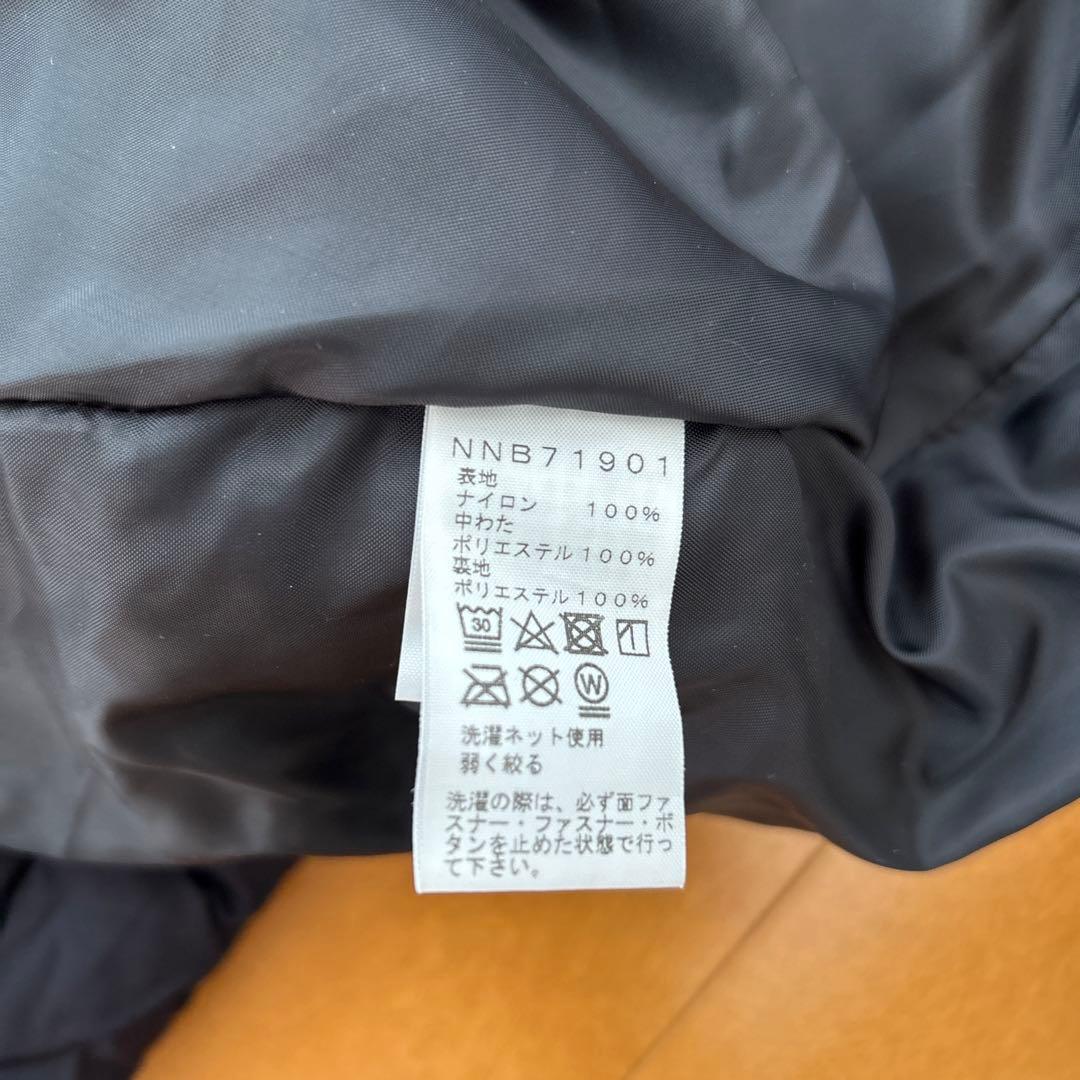 NNB71901
表地
ナイロン 100%
中わた
ポリエステル100%
裏地
ポリエステル100%
30
W
洗濯ネット使用
弱く絞る
洗濯の際は、必ず面ファ
スナー・ファスナー・ボ
タンを止めた状態で行っ
て下さい。